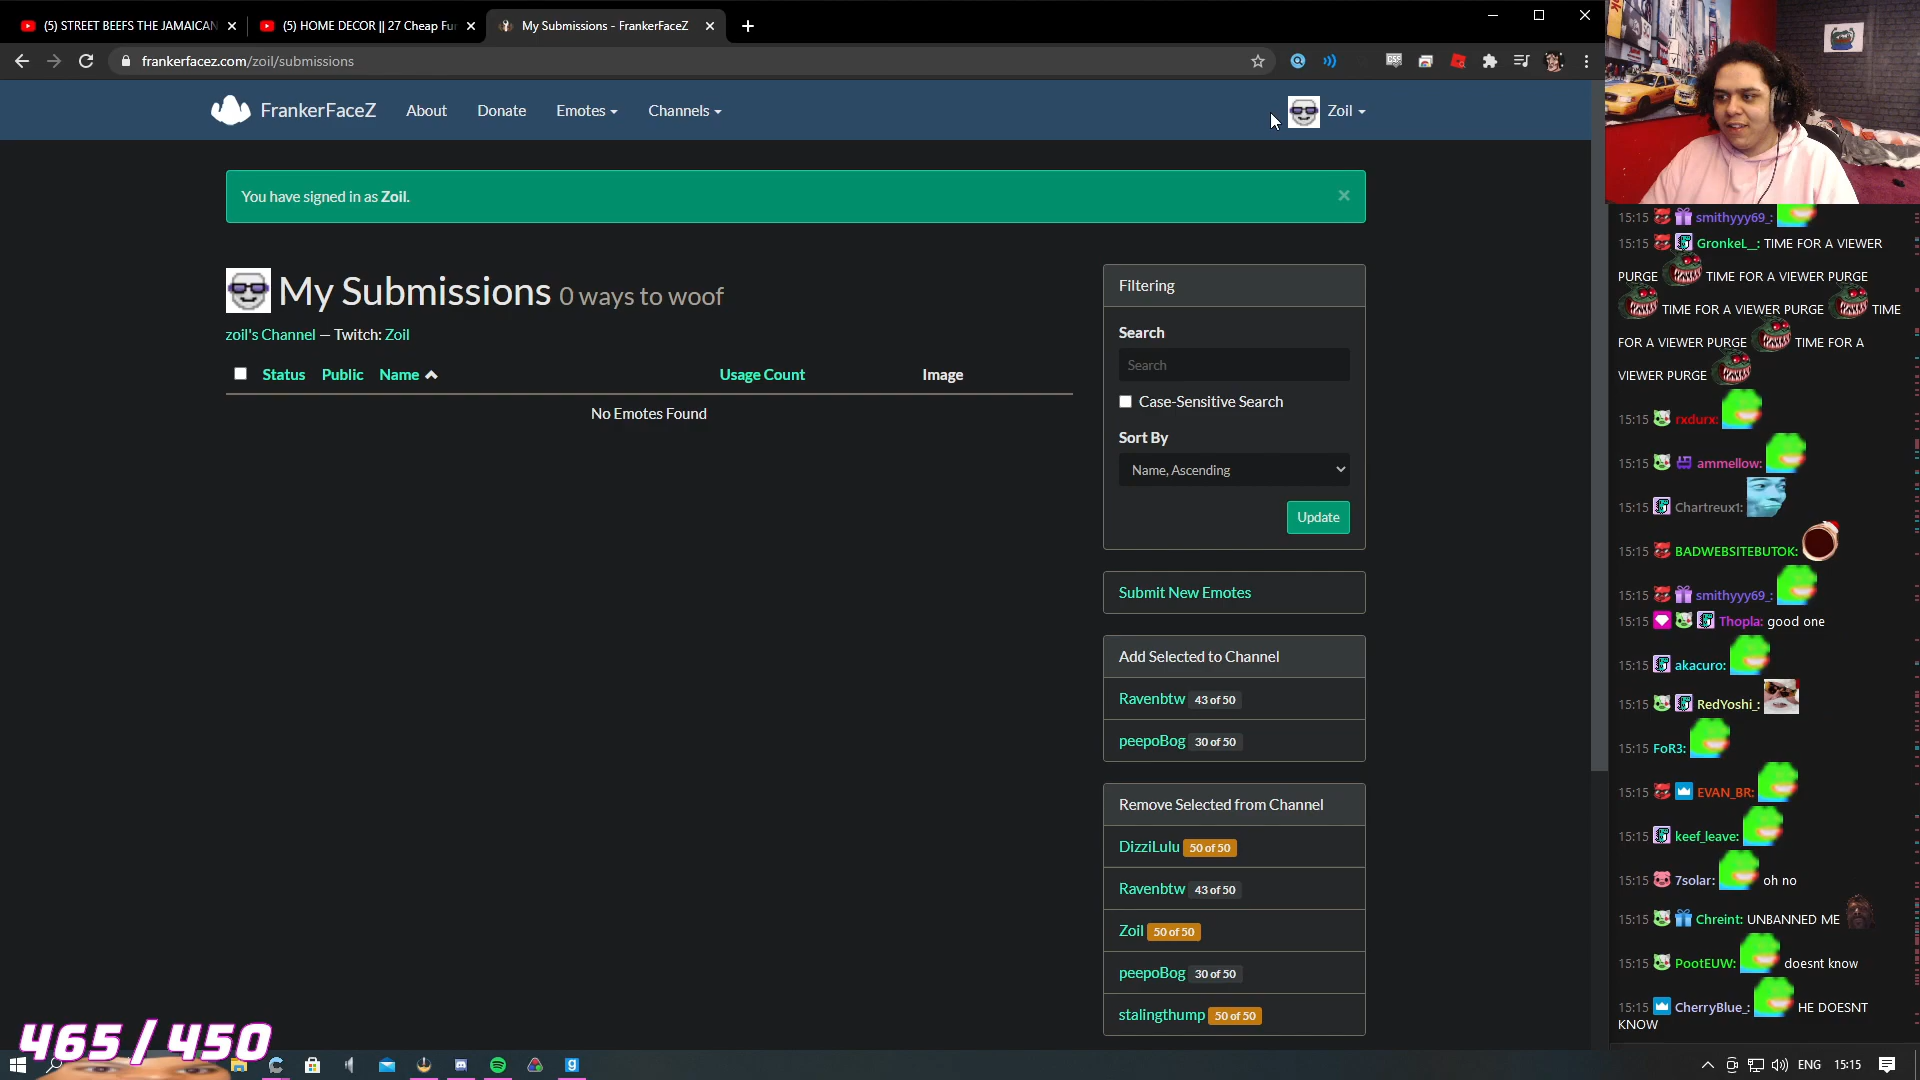 (5) STREET BEEFS THE JAMAICAN
(5) HOME DECOR || 27 Cheap Fur
My Submissions - FrankerFaceZ
frankerfacez.com/zoil/submissions
FrankerFaceZ
About
Donate
Emotes
Channels
Zoil
You have signed in as Zoil.
My Submissions 0 ways to woof
zoil's Channel — Twitch: Zoil
Status
Public
Name
Usage Count
Image
No Emotes Found
Filtering
Search
Search
Case-Sensitive Search
Sort By
Name, Ascending
Update
Submit New Emotes
Add Selected to Channel
Ravenbtw 43 of 50
peepoBog 30 of 50
Remove Selected from Channel
DizziLulu 50 of 50
Ravenbtw 43 of 50
Zoil 50 of 50
peepoBog 30 of 50
stalingthump 50 of 50
15:15 smithyyy69_:
15:15 GronkeL__: TIME FOR A VIEWER
PURGE TIME FOR A VIEWER PURGE
TIME FOR A VIEWER PURGE TIME
FOR A VIEWER PURGE TIME FOR A
VIEWER PURGE
15:15 rxdurx:
15:15 ammellow:
15:15 Chartreux1:
15:15 BADWEBSITEBUTOK:
15:15 smithyyy69_:
15:15 Thopla: good one
15:15 akacuro:
15:15 RedYoshi_:
15:15 FoR3:
15:15 EVAN_BR:
15:15 keef_leave:
15:15 7solar: oh no
15:15 Chreint: UNBANNED ME
15:15 PootEUW: doesnt know
15:15 CherryBlue_: HE DOESNT
KNOW
465/450
ENG
15:15